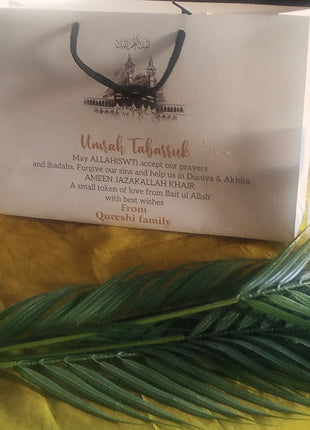 Umrah Tabarruk
May ALLAH(SWT) accept our prayers
and ibadahs. Forgive our sins and help us in Duniya & Akhira,
AMEEN JAZAKALLAH KHAIR
A small token of love from Bait ul Allah
with best wishes
From
Qureshi family